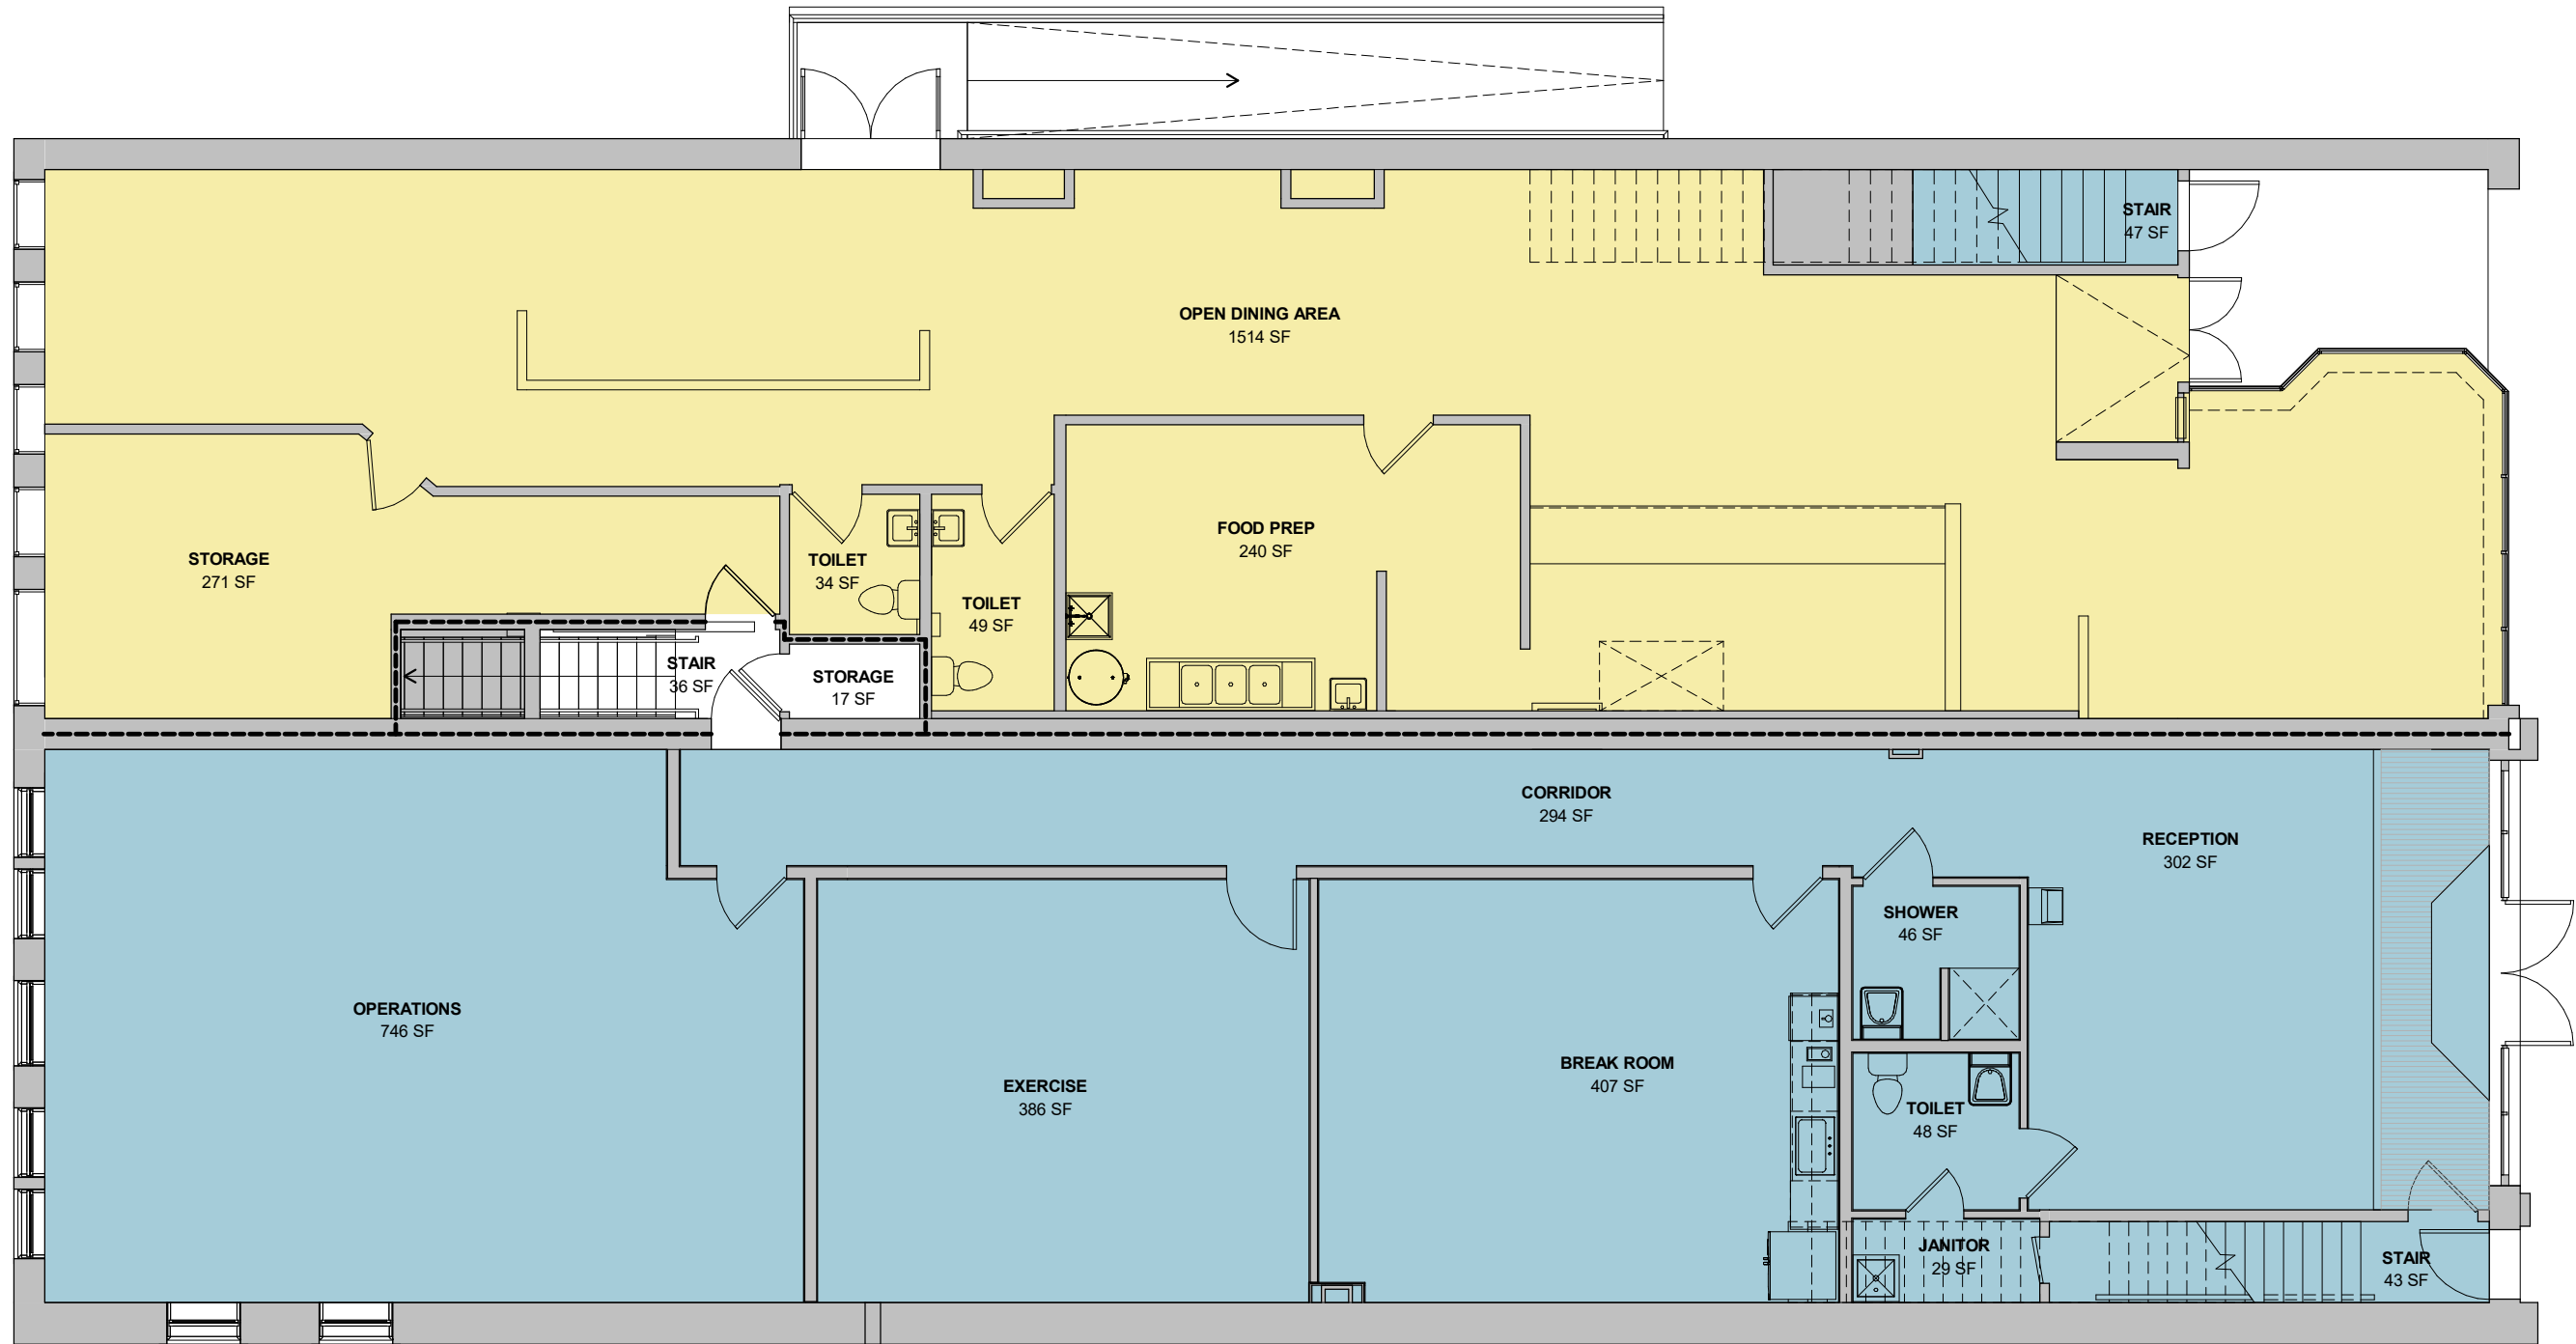 STAIR
47 SF
OPEN DINING AREA
1514 SF
STORAGE
271 SF
TOILET
34 SF
TOILET
49 SF
FOOD PREP
240 SF
STAIR
36 SF
STORAGE
17 SF
CORRIDOR
294 SF
RECEPTION
302 SF
SHOWER
46 SF
OPERATIONS
746 SF
EXERCISE
386 SF
BREAK ROOM
407 SF
TOILET
48 SF
JANITOR
29 SF
STAIR
43 SF